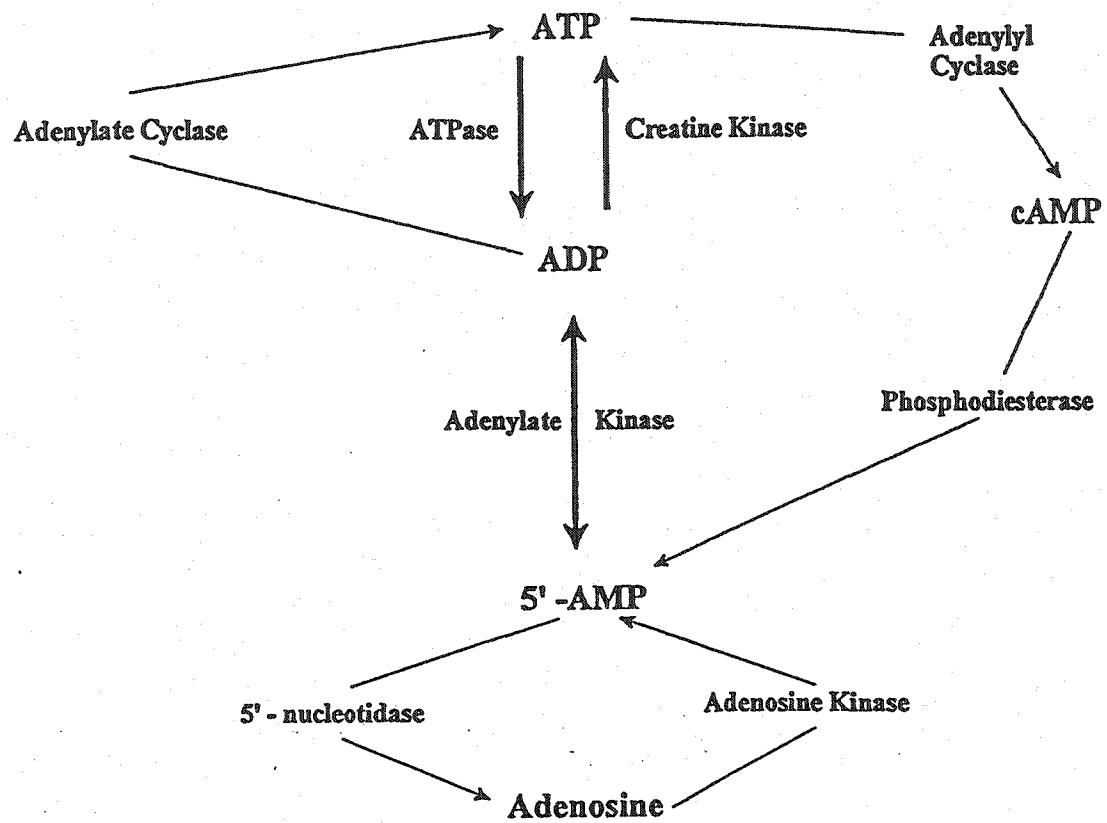 ATP
Adenylyl
Cyclase
Adenylate Cyclase
ATPase
Creatine Kinase
cAMP
ADP
Phosphodiesterase
Adenylate Kinase
5' -AMP
5' - nucleotidase
Adenosine Kinase
Adenosine